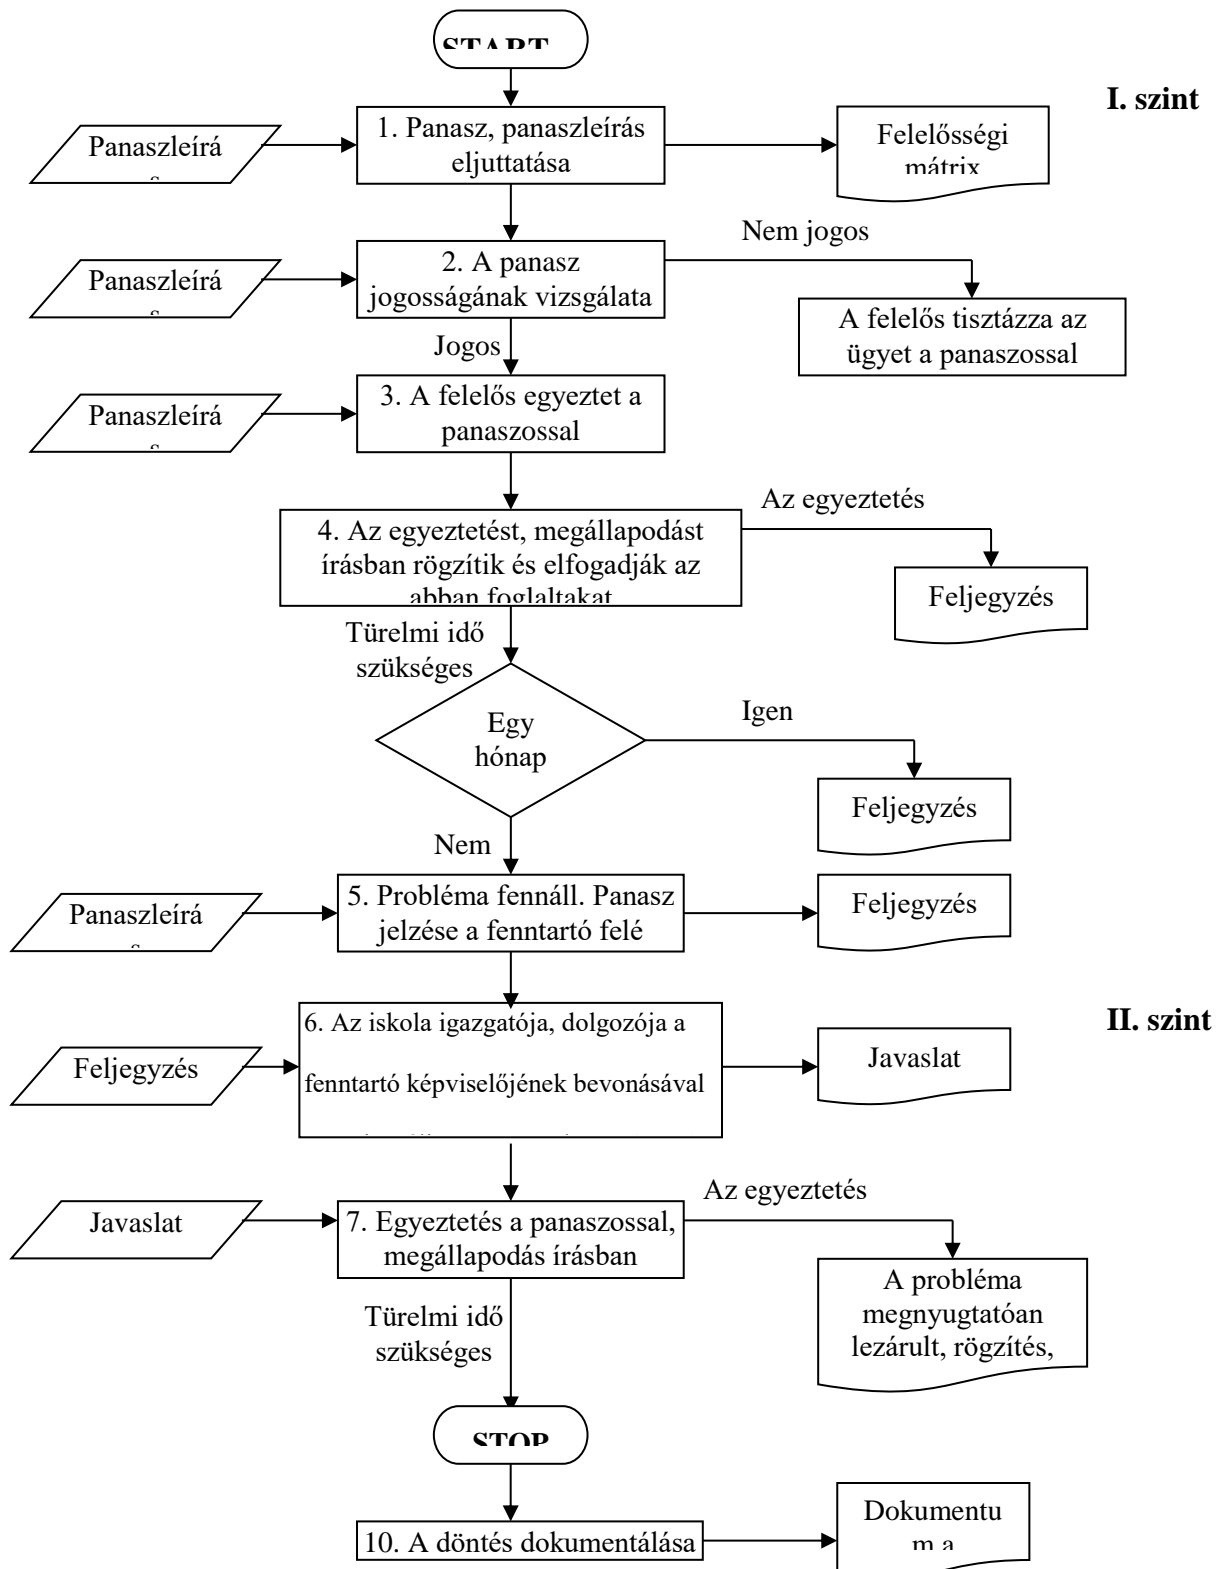 START
I. szint
Panaszleírá
1. Panasz, panaszleírás
eljuttatása
Felelősségi
mátrix
Nem jogos
Panaszleírá
2. A panasz
jogosságának vizsgálata
A felelős tisztázza az
ügyet a panaszossal
Jogos
Panaszleírá
3. A felelős egyeztet a
panaszossal
Az egyeztetés
4. Az egyeztetést, megállapodást
írásban rögzítik és elfogadják az
abban foglaltakat
Feljegyzés
Türelmi idő
szükséges
Egy
hónap
Igen
Feljegyzés
Nem
Panaszleírá
5. Probléma fennáll. Panasz
jelzése a fenntartó felé
Feljegyzés
II. szint
Feljegyzés
6. Az iskola igazgatója, dolgozója a
fenntartó képviselőjének bevonásával
Javaslat
Az egyeztetés
Javaslat
7. Egyeztetés a panaszossal,
megállapodás írásban
A probléma
megnyugtatóan
lezárult, rögzítés,
Türelmi idő
szükséges
STOP
10. A döntés dokumentálása
Dokumentu
m a